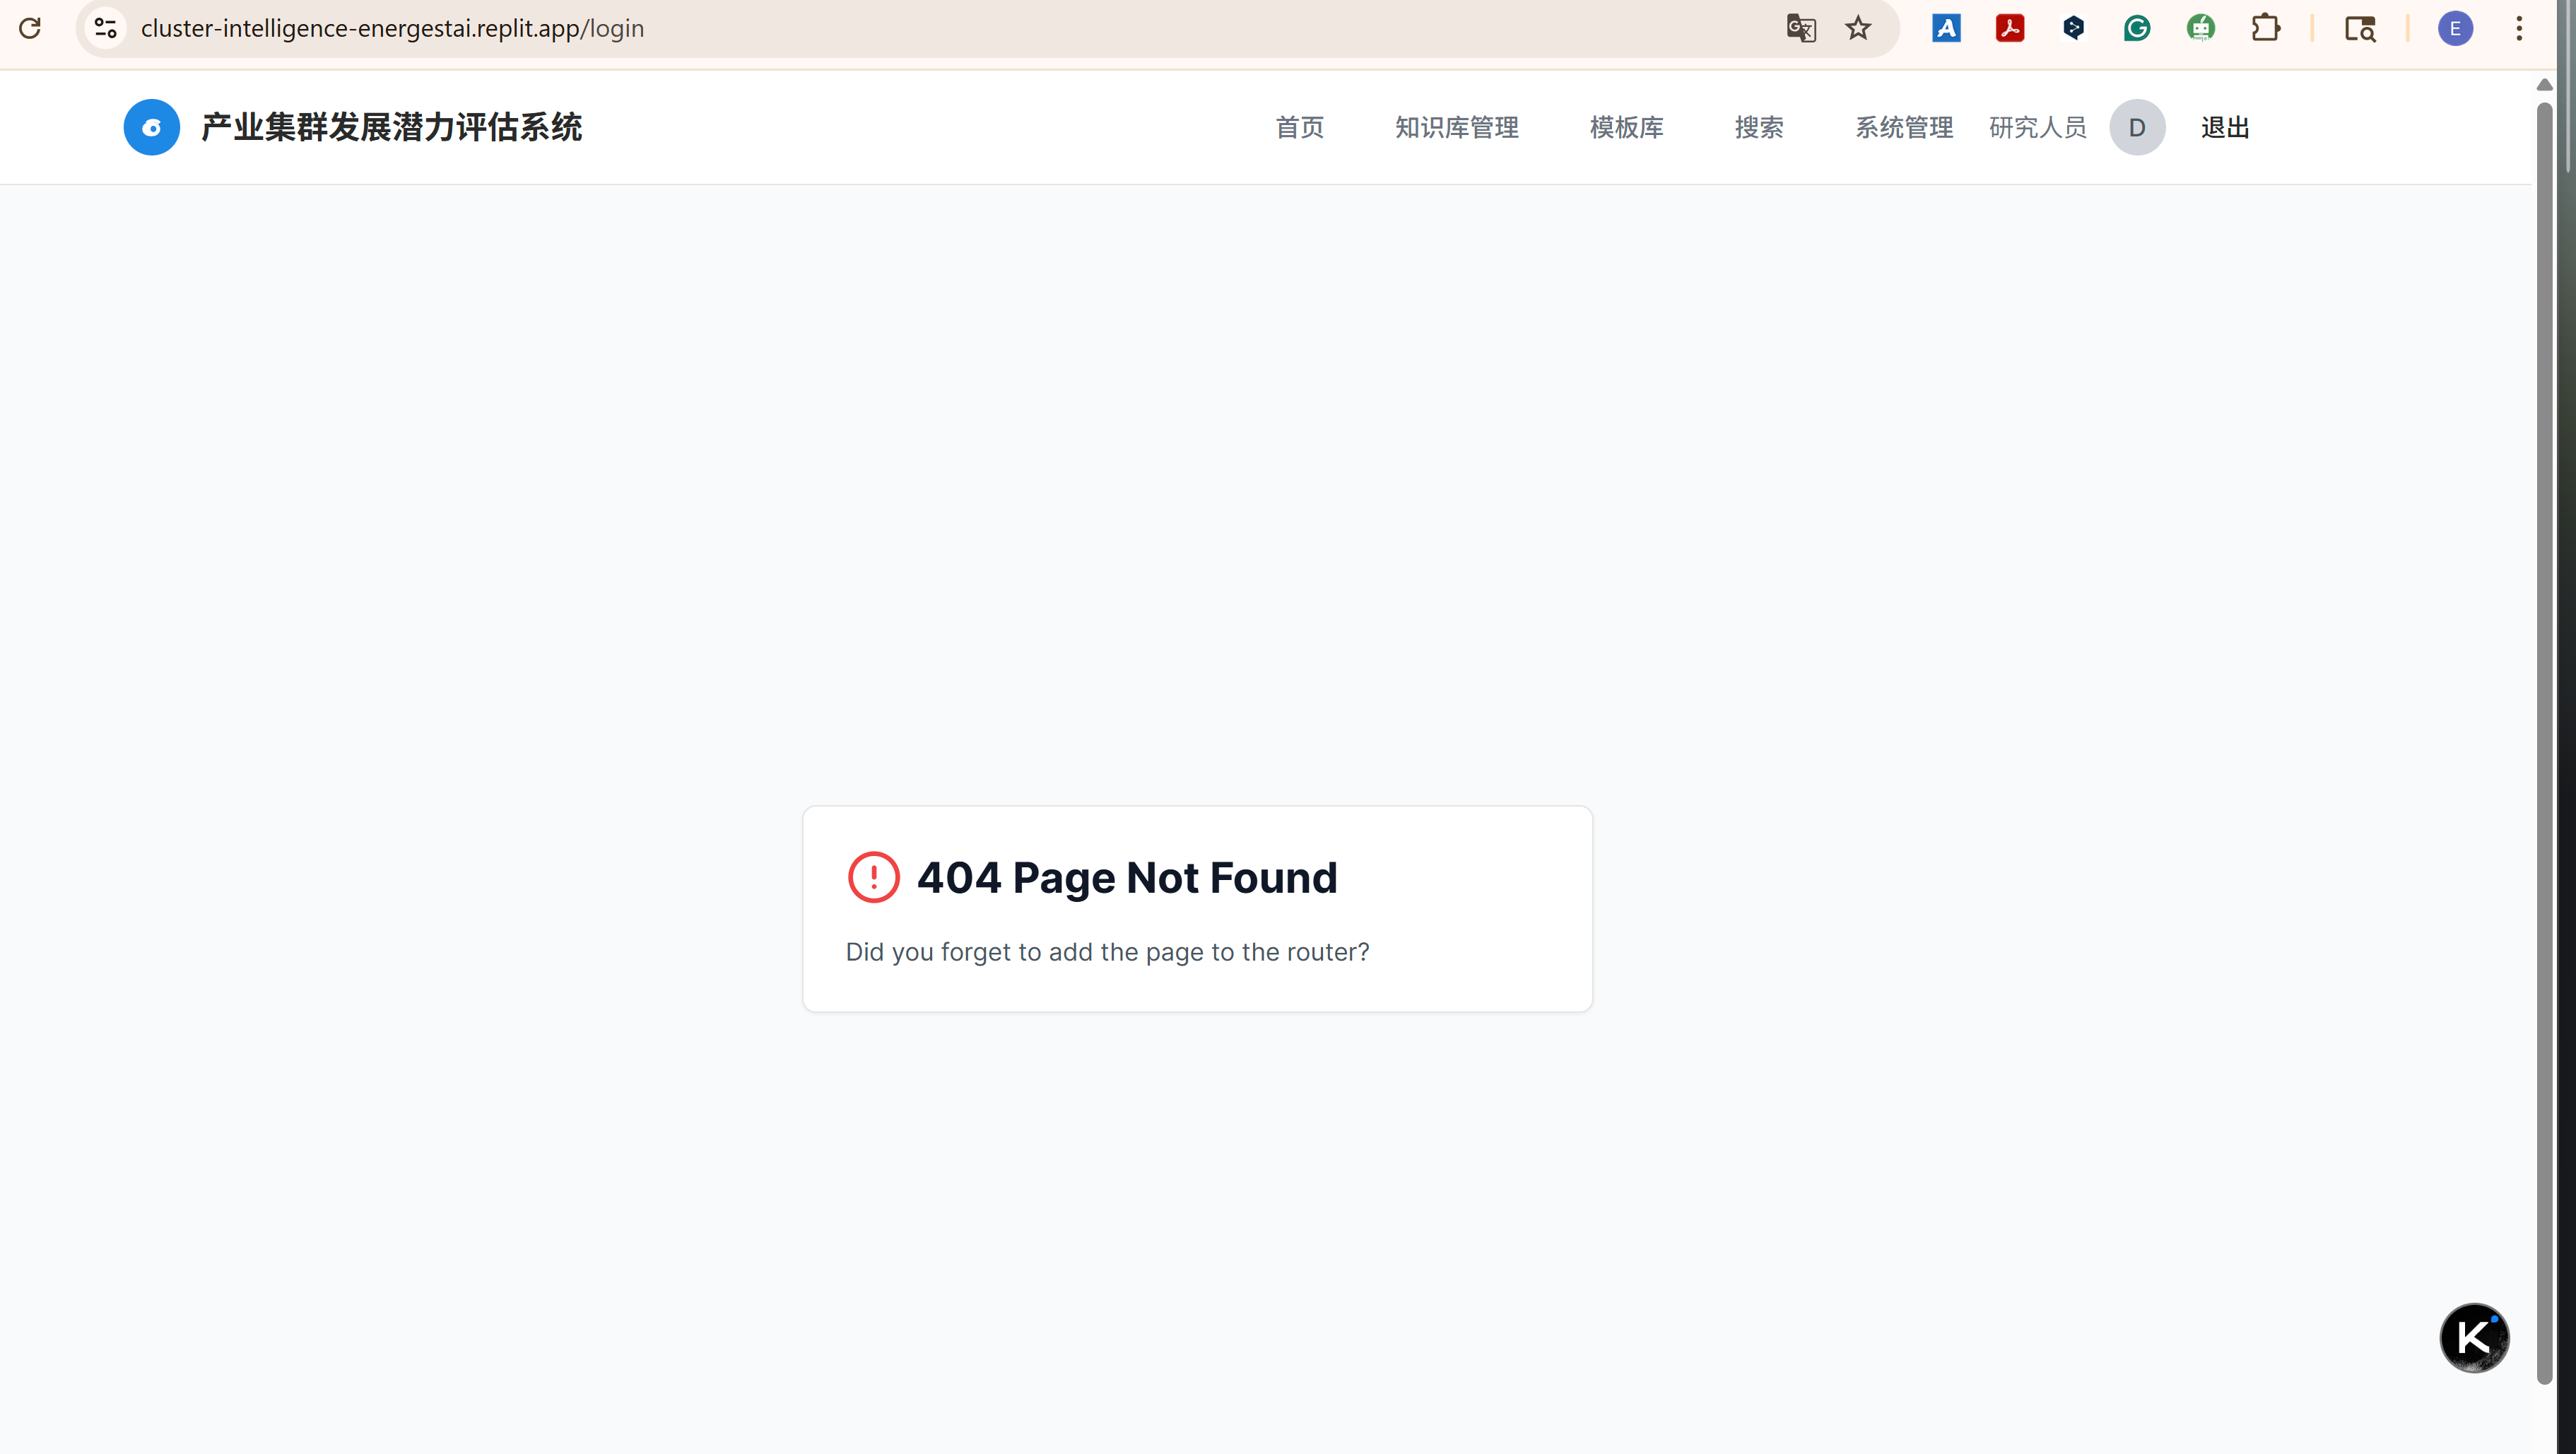 cluster-intelligence-energestai.replit.app/login
E
产业集群发展潜力评估系统
首页 知识库管理 模板库 搜索 系统管理 研究人员 D 退出
404 Page Not Found
Did you forget to add the page to the router?
K